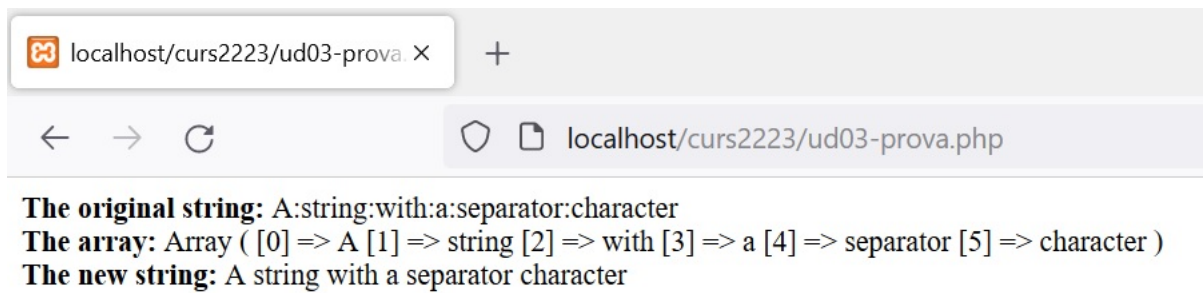 localhost/curs2223/ud03-prova
localhost/curs2223/ud03-prova.php
The original string: A:string:with:a:separator:character
The array: Array ( [0] => A [1] => string [2] => with [3] => a [4] => separator [5] => character )
The new string: A string with a separator character